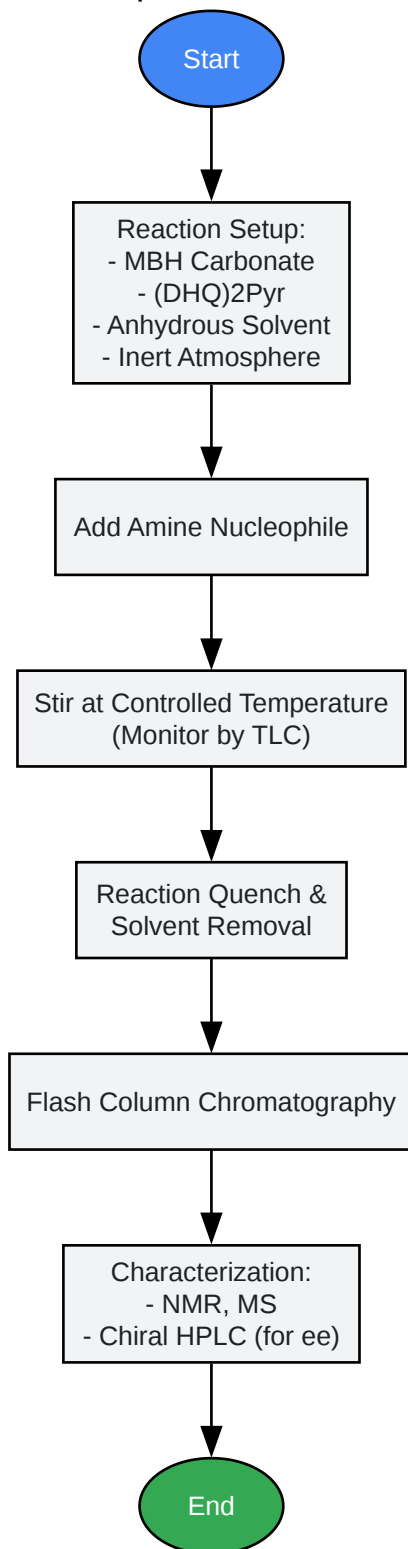 Start
Reaction Setup:
- MBH Carbonate
- (DHQ)2Pyr
- Anhydrous Solvent
- Inert Atmosphere
Add Amine Nucleophile
Stir at Controlled Temperature
(Monitor by TLC)
Reaction Quench &
Solvent Removal
Flash Column Chromatography
Characterization:
- NMR, MS
- Chiral HPLC (for ee)
End